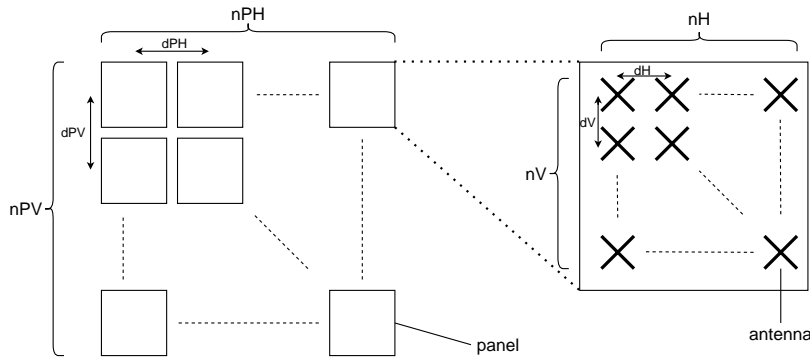 nPH
dPH
dPV
nPV
panel
nH
dH
dV
nV
antenna